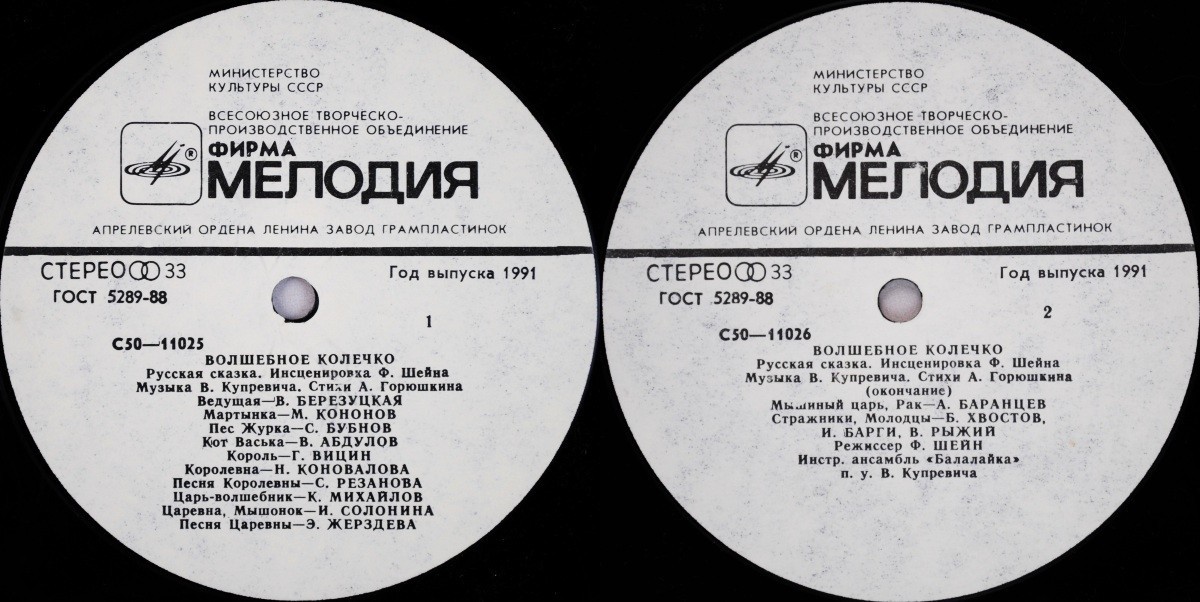 МИНИСТЕРСТВО
КУЛЬТУРЫ СССР
ВСЕСОЮЗНОЕ ТВОРЧЕСКО-
ПРОИЗВОДСТВЕННОЕ ОБЪЕДИНЕНИЕ
®
ФИРМА
МЕЛОДИЯ
АПРЕЛЕВСКИЙ ОРДЕНА ЛЕНИНА ЗАВОД ГРАМПЛАСТИНОК
СТЕРЕО 33
Год выпуска 1991
ГОСТ 5289-88
1
С50—11025
ВОЛШЕБНОЕ КОЛЕЧКО
Русская сказка. Инсценировка Ф. Шейна
Музыка В. Купревича. Стихи А. Горюшкина
Ведущая—В. БЕРЕЗУЦКАЯ
Мартынка—М. КОНОНОВ
Пес Журка—С. БУБНОВ
Кот Васька—В. АБДУЛОВ
Король—Г. ВИЦИН
Королевна—Н. КОНОВАЛОВА
Песня Королевны—С. РЕЗАНОВА
Царь-волшебник—К. МИХАЙЛОВ
Царевна, Мышонок—И. СОЛОНИНА
Песня Царевны—Э. ЖЕРЗДЕВА
МИНИСТЕРСТВО
КУЛЬТУРЫ СССР
ВСЕСОЮЗНОЕ ТВОРЧЕСКО-
ПРОИЗВОДСТВЕННОЕ ОБЪЕДИНЕНИЕ
®
ФИРМА
МЕЛОДИЯ
АПРЕЛЕВСКИЙ ОРДЕНА ЛЕНИНА ЗАВОД ГРАМПЛАСТИНОК
СТЕРЕО 33
Год выпуска 1991
ГОСТ 5289-88
2
С50—11026
ВОЛШЕБНОЕ КОЛЕЧКО
Русская сказка. Инсценировка Ф. Шейна
Музыка В. Купревича. Стихи А. Горюшкина
(окончание)
Мышиный царь, Рак—А. БАРАНЦЕВ
Стражники, Молодцы—Б. ХВОСТОВ,
И. БАРГИ, В. РЫЖИЙ
Режиссер Ф. ШЕЙН
Инстр. ансамбль «Балалайка»
п. у. В. Купревича